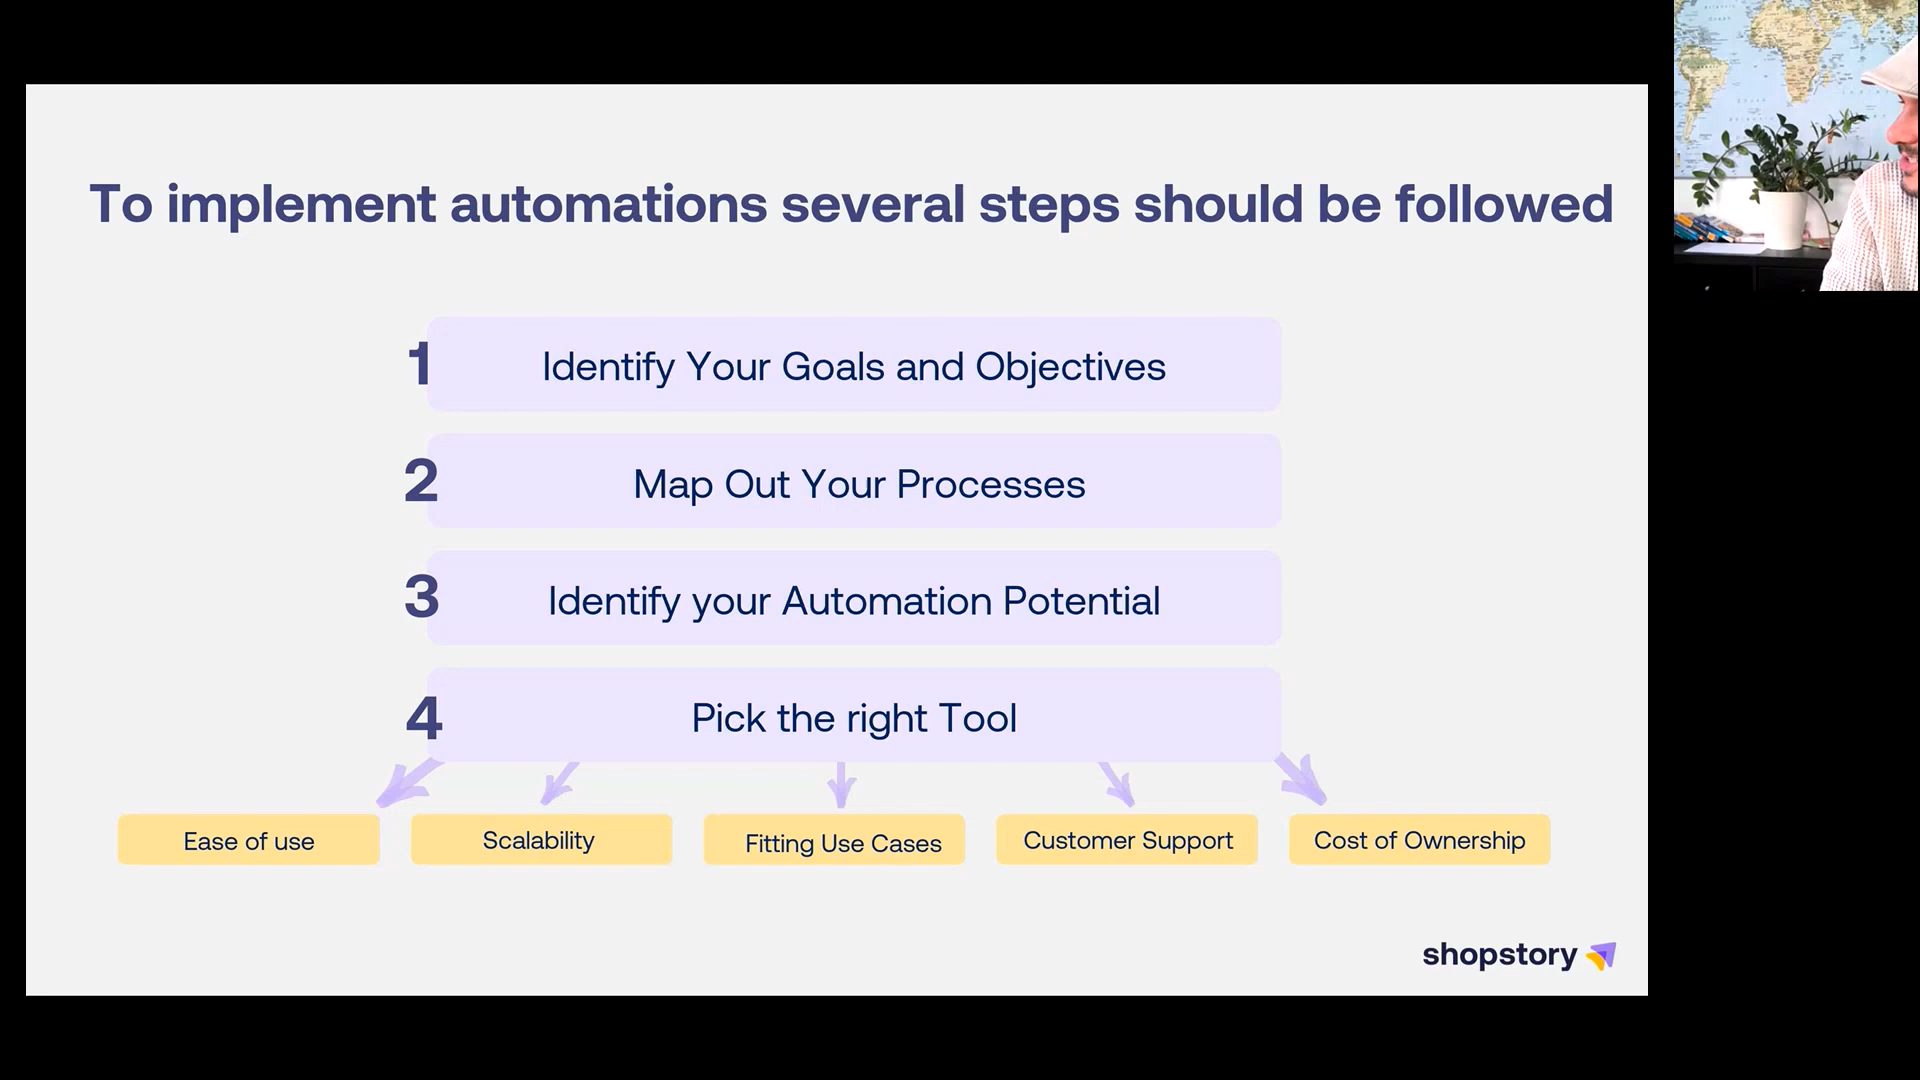 To implement automations several steps should be followed
1 Identify Your Goals and Objectives
2 Map Out Your Processes
3 Identify your Automation Potential
4 Pick the right Tool
Ease of use
Scalability
Fitting Use Cases
Customer Support
Cost of Ownership
shopstory